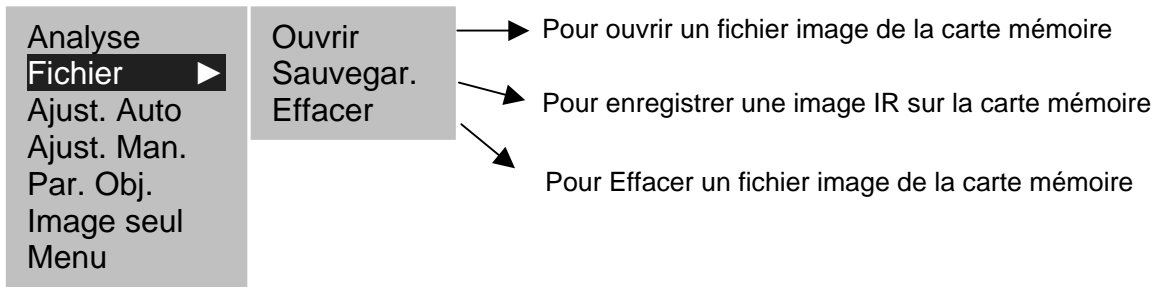 Analyse
Fichier ►
Ajust. Auto
Ajust. Man.
Par. Obj.
Image seul
Menu
Ouvrir
Sauvegar.
Effacer
Pour ouvrir un fichier image de la carte mémoire
Pour enregistrer une image IR sur la carte mémoire
Pour Effacer un fichier image de la carte mémoire